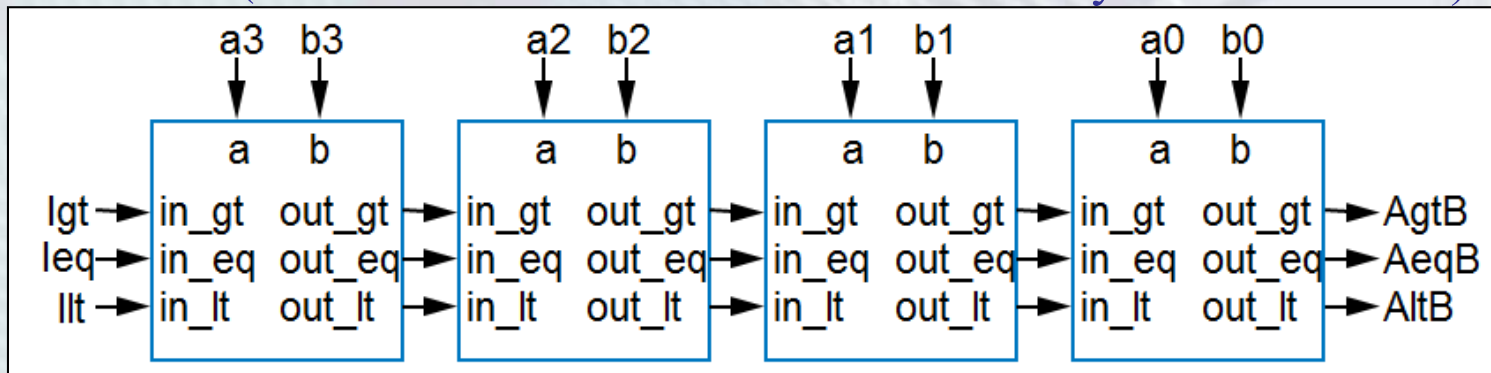 a3 b3 a2 b2 a1 b1 a0 b0
a b a b a b a b
Igt in_gt out_gt in_gt out_gt in_gt out_gt in_gt out_gt AgtB
Ieq in_eq out_eq in_eq out_eq in_eq out_eq in_eq out_eq AeqB
Ilt in_lt out_lt in_lt out_lt in_lt out_lt in_lt out_lt AltB